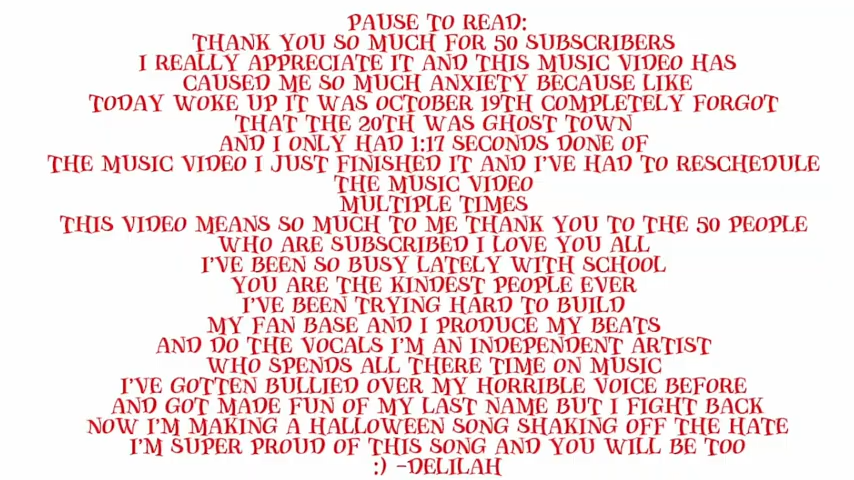 PAUSE TO READ:
THANK YOU SO MUCH FOR 50 SUBSCRIBERS
I REALLY APPRECIATE IT AND THIS MUSIC VIDEO HAS
CAUSED ME SO MUCH ANXIETY BECAUSE LIKE
TODAY WOKE UP IT WAS OCTOBER 19TH COMPLETELY FORGOT
THAT THE 20TH WAS GHOST TOWN
AND I ONLY HAD 1:17 SECONDS DONE OF
THE MUSIC VIDEO I JUST FINISHED IT AND I'VE HAD TO RESCHEDULE
THE MUSIC VIDEO
MULTIPLE TIMES
THIS VIDEO MEANS SO MUCH TO ME THANK YOU TO THE 50 PEOPLE
WHO ARE SUBSCRIBED I LOVE YOU ALL
I'VE BEEN SO BUSY LATELY WITH SCHOOL
YOU ARE THE KINDEST PEOPLE EVER
I'VE BEEN TRYING HARD TO BUILD
MY FAN BASE AND I PRODUCE MY BEATS
AND DO THE VOCALS I'M AN INDEPENDENT ARTIST
WHO SPENDS ALL THERE TIME ON MUSIC
I'VE GOTTEN BULLIED OVER MY HORRIBLE VOICE BEFORE
AND GOT MADE FUN OF MY LAST NAME BUT I FIGHT BACK
NOW I'M MAKING A HALLOWEEN SONG SHAKING OFF THE HATE
I'M SUPER PROUD OF THIS SONG AND YOU WILL BE TOO
:) -DELILAH